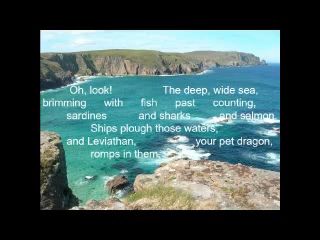 Oh, look! The deep, wide sea,
brimming with fish past counting,
sardines and sharks and salmon.
Ships plough those waters,
and Leviathan, your pet dragon,
romps in them.